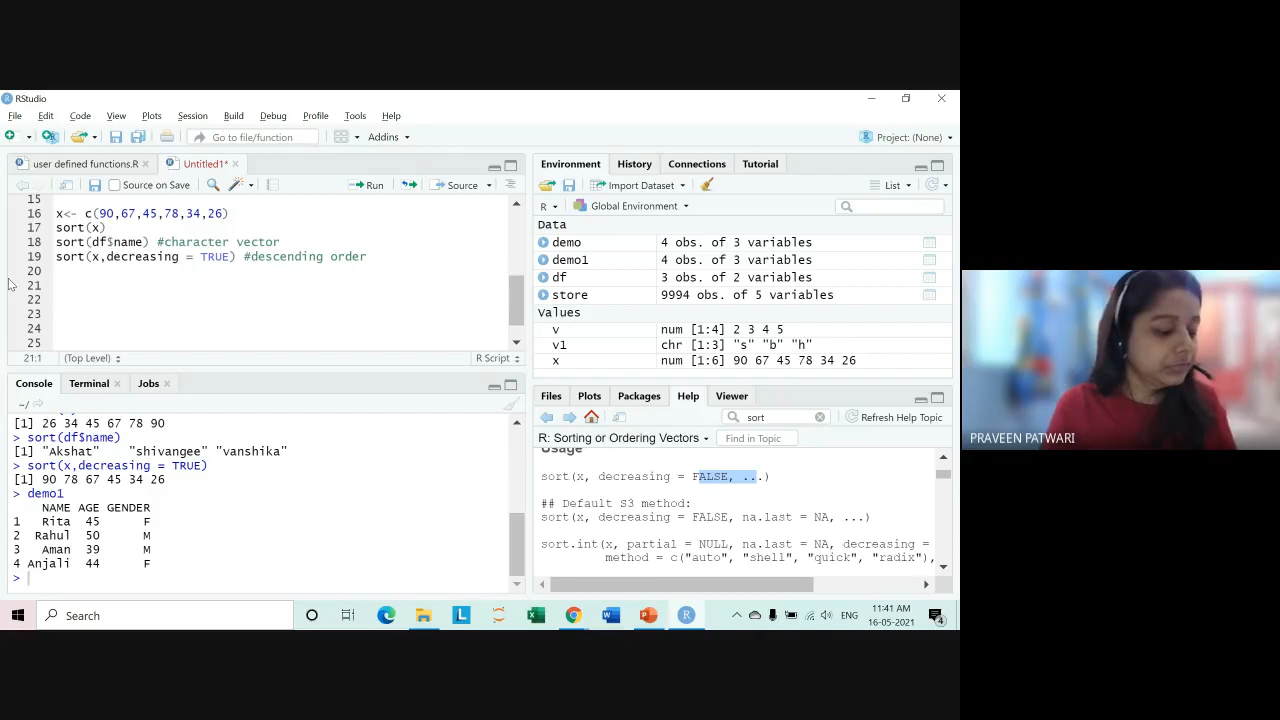 RStudio
File Edit Code View Plots Session Build Debug Profile Tools Help
Go to file/function Addins Project: (None)
user defined functions.R Untitled1*
Source on Save Run Source
15
16 x<- c(90,67,45,78,34,26)
17 sort(x)
18 sort(df$name) #character vector
19 sort(x,decreasing = TRUE) #descending order
20
21
22
23
24
25
21:1 (Top Level) R Script
Console Terminal Jobs
~/
[1] 26 34 45 67 78 90
> sort(df$name)
[1] "Akshat" "shivangee" "vanshika"
> sort(x,decreasing = TRUE)
[1] 90 78 67 45 34 26
> demo1
NAME AGE GENDER
1 Rita 45 F
2 Rahul 50 M
3 Aman 39 M
4 Anjali 44 F
>
Environment History Connections Tutorial
Import Dataset List
R Global Environment
Data
demo 4 obs. of 3 variables
demo1 4 obs. of 3 variables
df 3 obs. of 2 variables
store 9994 obs. of 5 variables
Values
v num [1:4] 2 3 4 5
v1 chr [1:3] "s" "b" "h"
x num [1:6] 90 67 45 78 34 26
Files Plots Packages Help Viewer
sort Refresh Help Topic
R: Sorting or Ordering Vectors Find in Topic
Usage
sort(x, decreasing = FALSE, ...)
## Default S3 method:
sort(x, decreasing = FALSE, na.last = NA, ...)
sort.int(x, partial = NULL, na.last = NA, decreasing =
method = c("auto", "shell", "quick", "radix"),
Search
ENG
11:41 AM
16-05-2021
4
PRAVEEN PATWARI